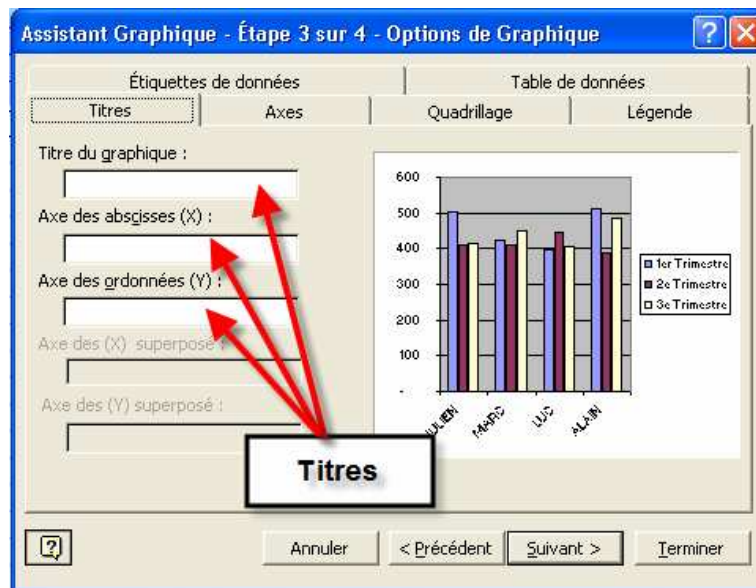 Assistant Graphique - Étape 3 sur 4 - Options de Graphique
Étiquettes de données
Table de données
Titres
Axes
Quadrillage
Légende
Titre du graphique :
Axe des abscisses (X) :
Axe des ordonnées (Y) :
Axe des (X) superposé :
Axe des (Y) superposé :
600
500
400
300
200
100
-
JULIEN
MARC
LUC
ALAIN
1er Trimestre
2e Trimestre
3e Trimestre
Titres
Annuler
< Précédent
Suivant >
Terminer